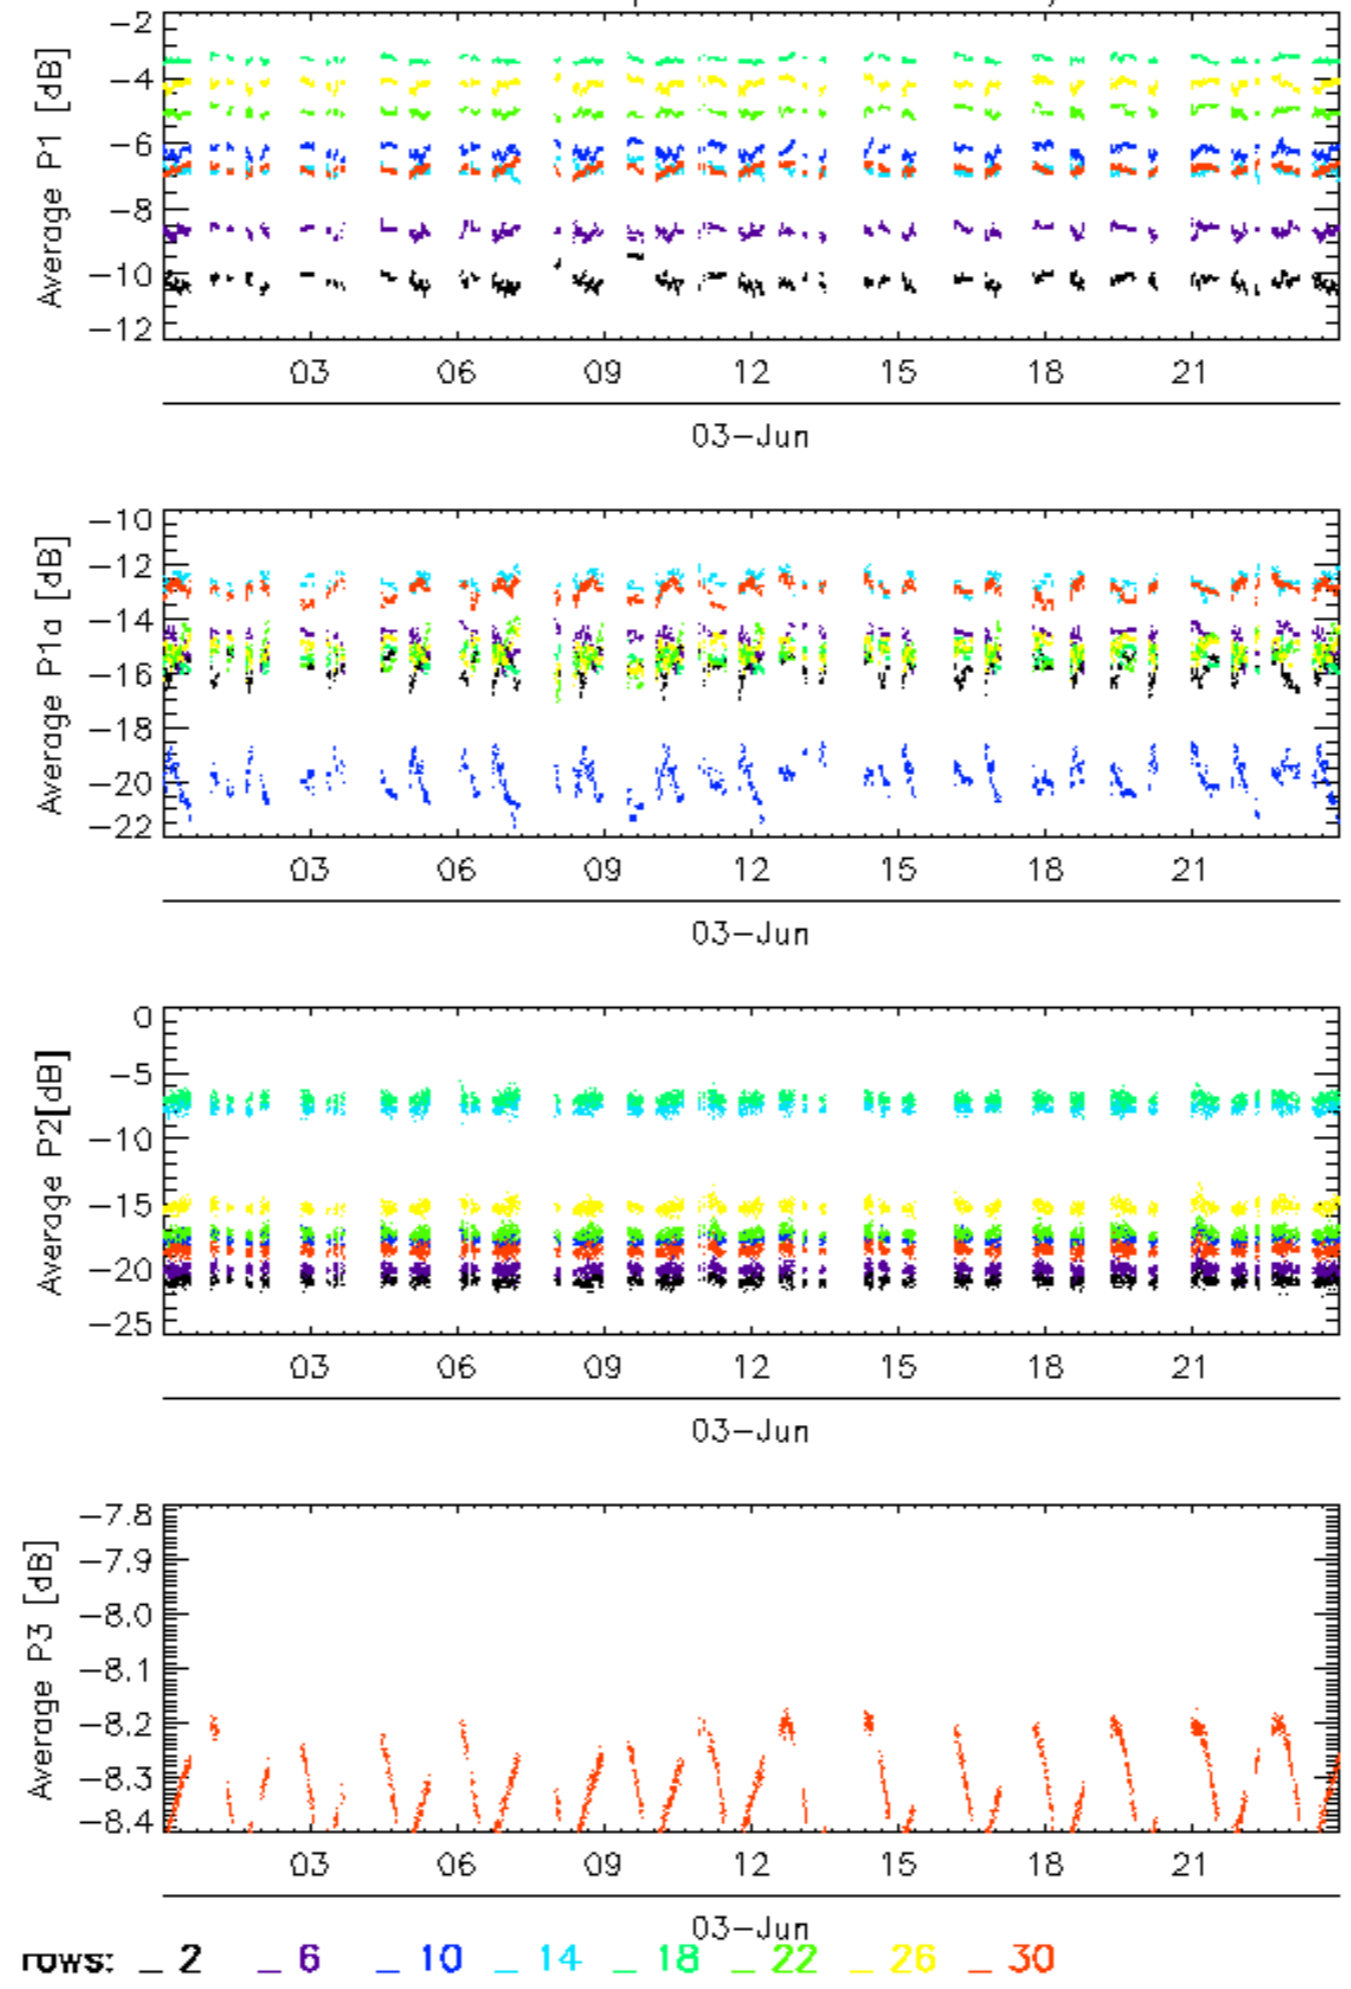 −2
−4
−6
−8
−10
−12
Average P1 [dB]
03 06 09 12 15 18 21
03−Jun
−10
−12
−14
−16
−18
−20
−22
Average P1a [dB]
03 06 09 12 15 18 21
03−Jun
0
−5
−10
−15
−20
−25
Average P2[dB]
03 06 09 12 15 18 21
03−Jun
−7.8
−7.9
−8.0
−8.1
−8.2
−8.3
−8.4
Average P3 [dB]
03 06 09 12 15 18 21
03−Jun
rows: _ 2 _ 6 _ 10 _ 14 _ 18 _ 22 _ 26 _ 30